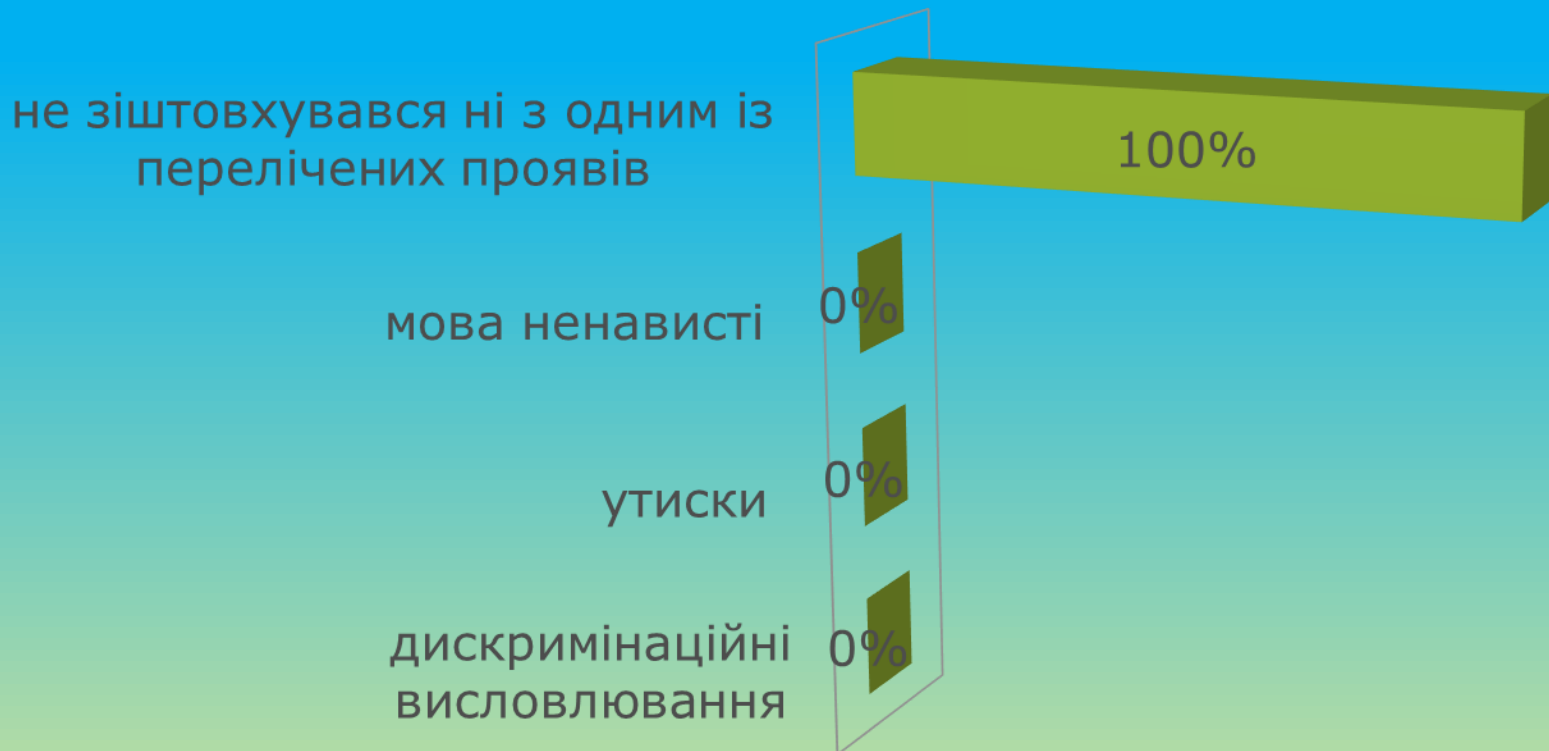 не зіштовхувався ні з одним із
перелічених проявів
100%
мова ненависті
0%
утиски
0%
дискримінаційні
висловлювання
0%